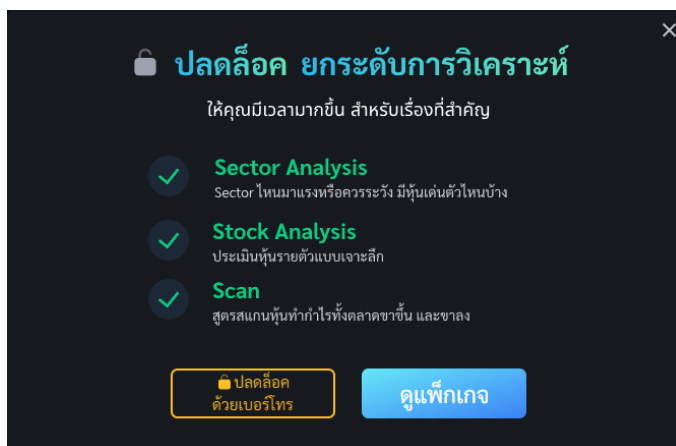 ปลดล็อค ยกระดับการวิเคราะห์
ให้คุณมีเวลามากขึ้น สำหรับเรื่องที่สำคัญ
Sector Analysis
Sector ไหนมาแรงหรือควรระวัง มีหุ้นเด่นตัวไหนบ้าง
Stock Analysis
ประเมินหุ้นรายตัวแบบเจาะลึก
Scan
สูตรสแกนหุ้นทำกำไรทั้งตลาดขาขึ้น และขาลง
ปลดล็อค
ด้วยเบอร์โทร
ดูแพ็กเกจ